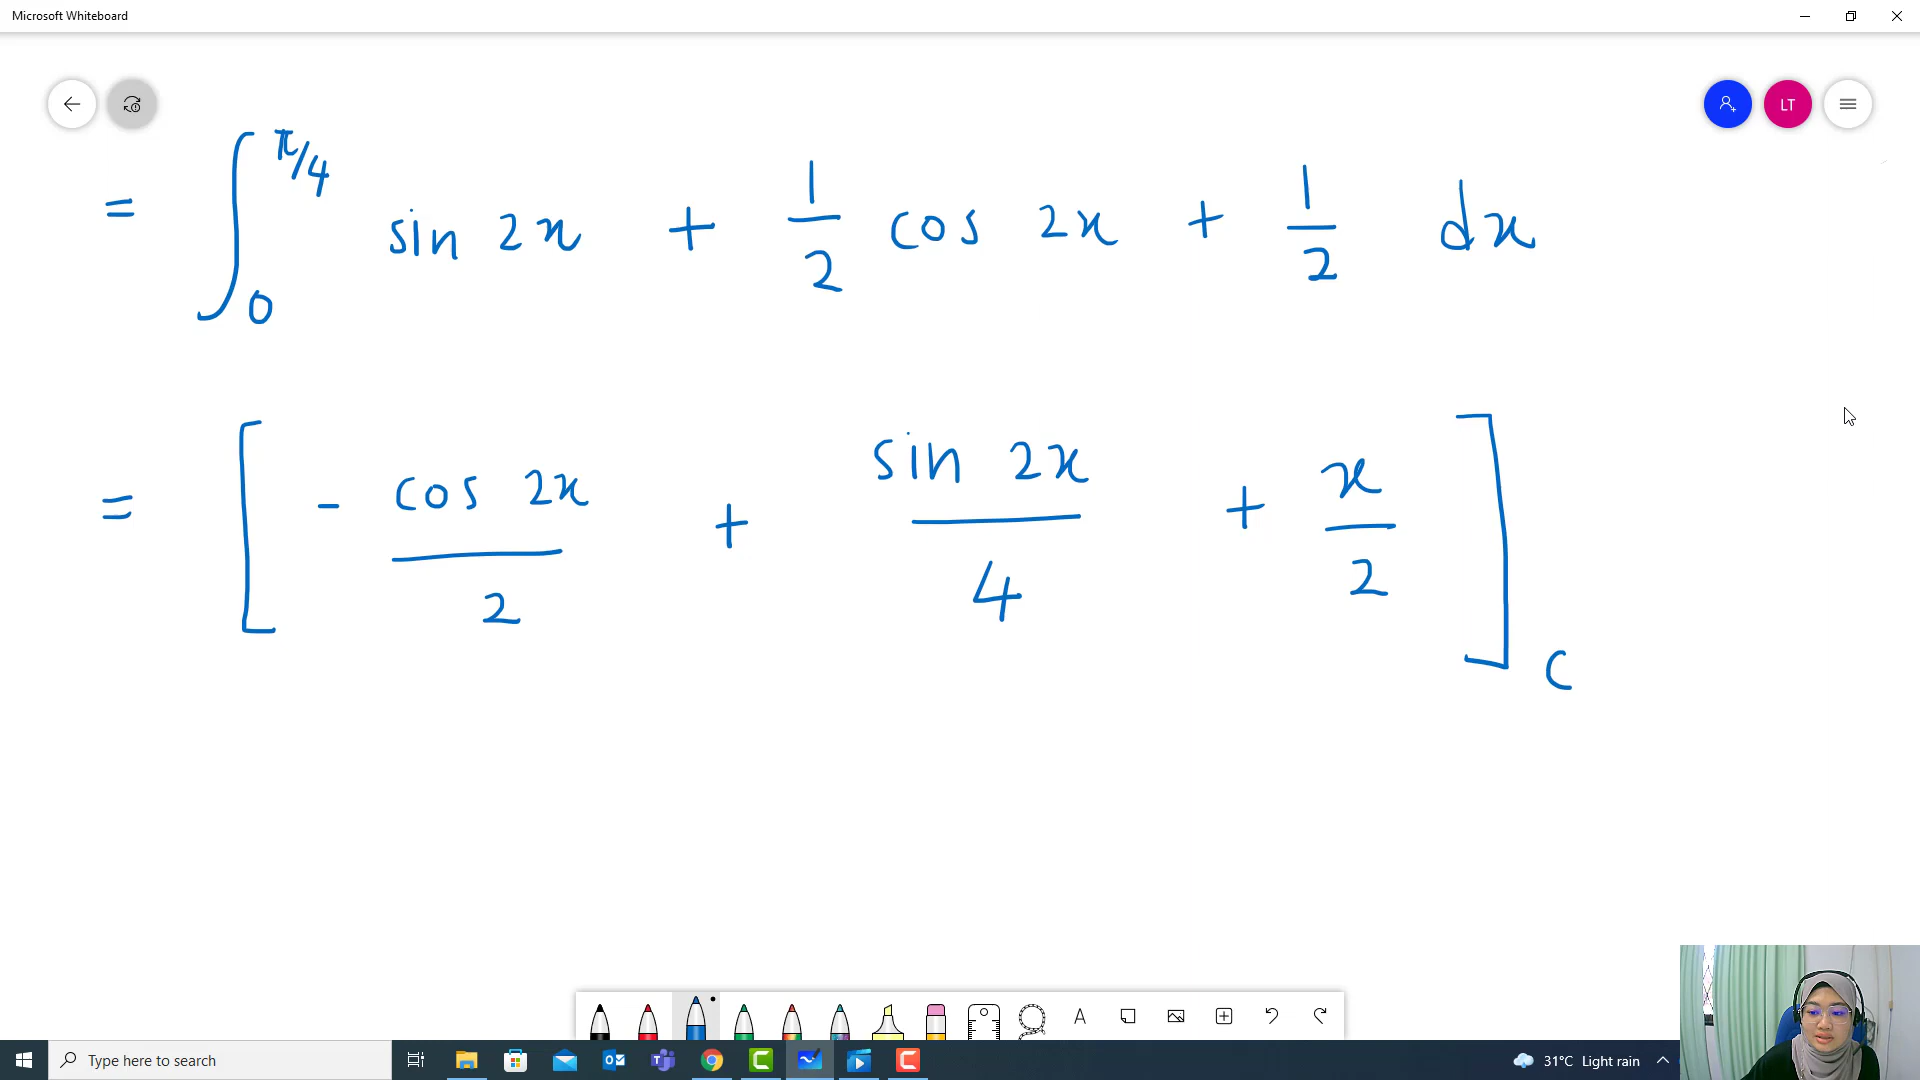 Microsoft Whiteboard
LT
= ∫₀^π/4 sin 2x + 1/2 cos 2x + 1/2 dx
= [ - cos 2x / 2 + sin 2x / 4 + x / 2 ] c
A
Type here to search
31°C Light rain